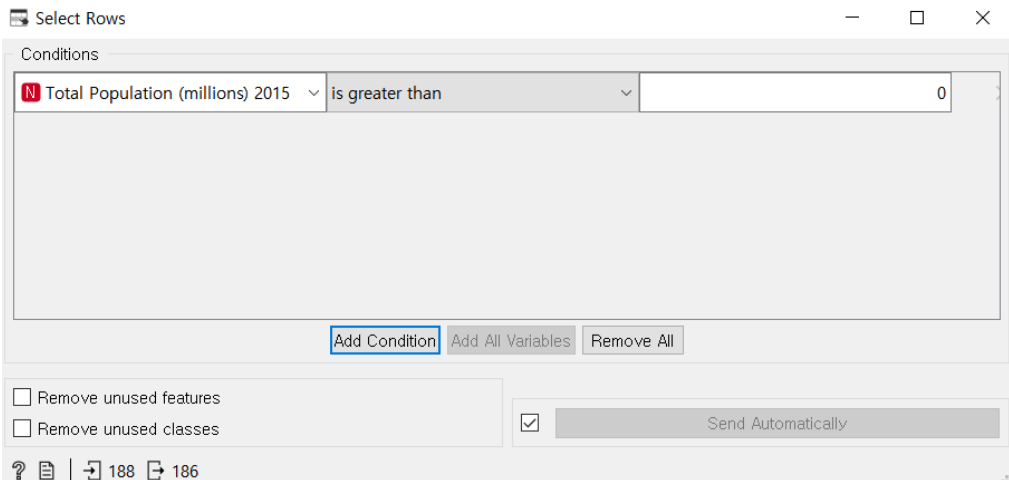 Select Rows
Conditions
N Total Population (millions) 2015 is greater than 0
Add Condition Add All Variables Remove All
Remove unused features
Remove unused classes
Send Automatically
? 188 186